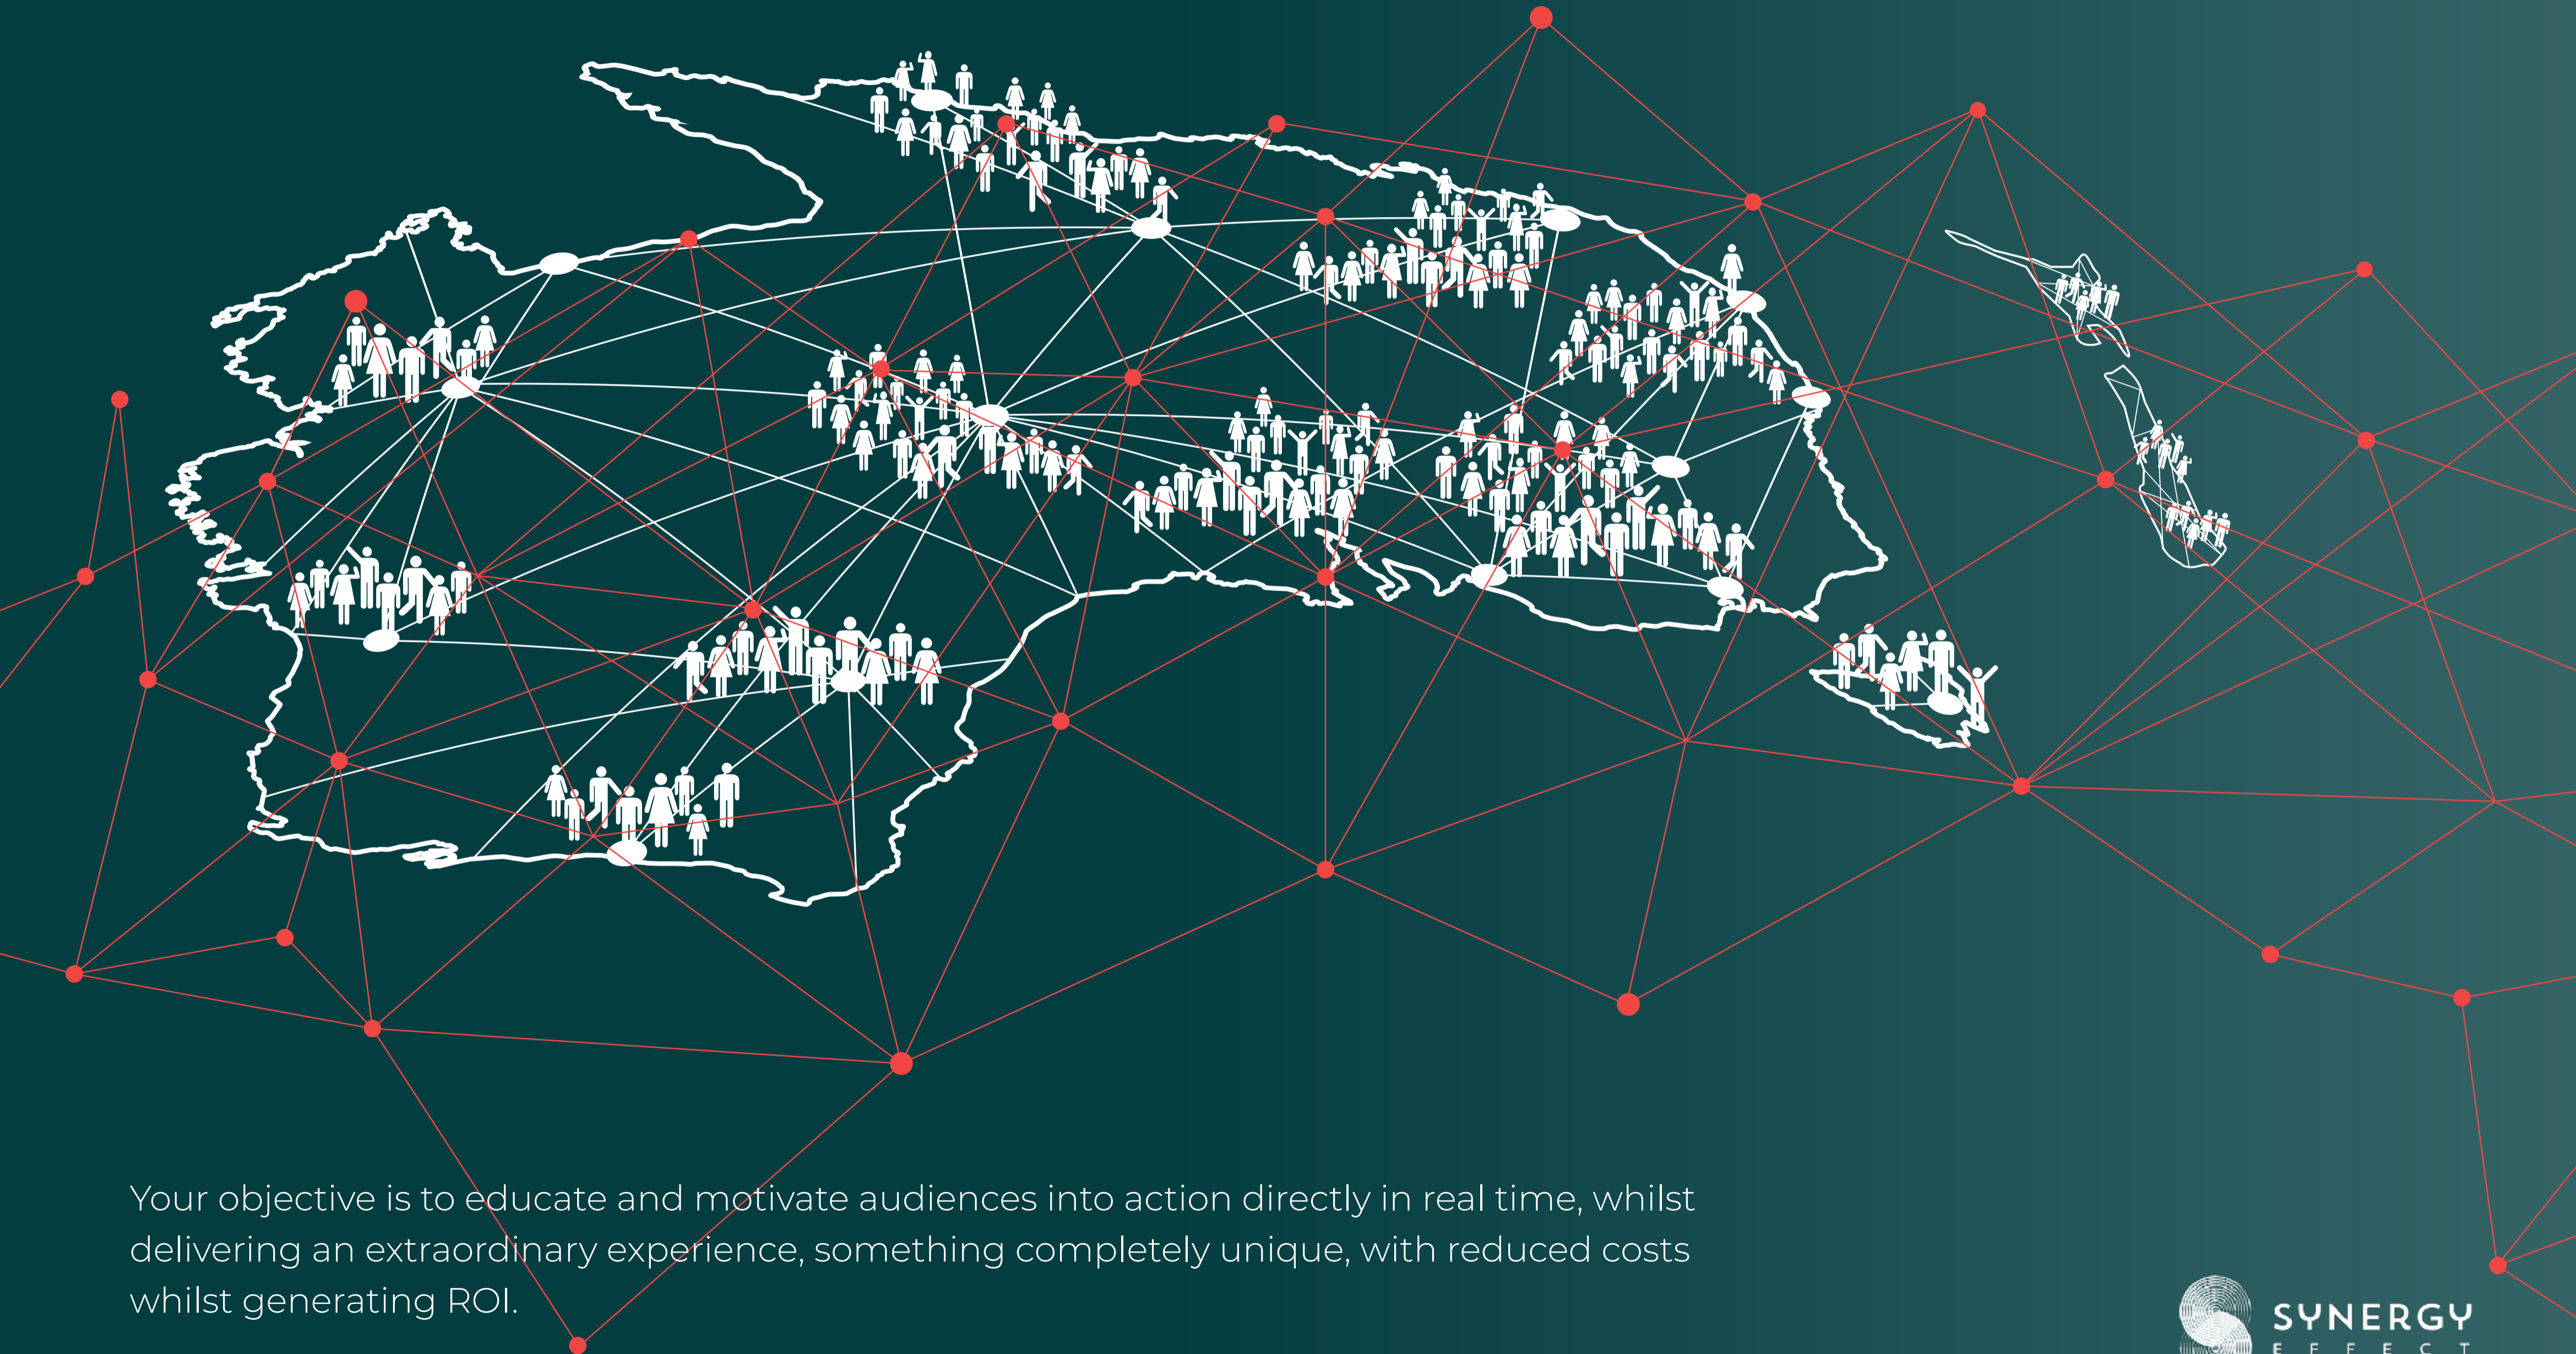 Your objective is to educate and motivate audiences into action directly in real time, whilst
delivering an extraordinary experience, something completely unique, with reduced costs
whilst generating ROI.
SYNERGY
EFFECT